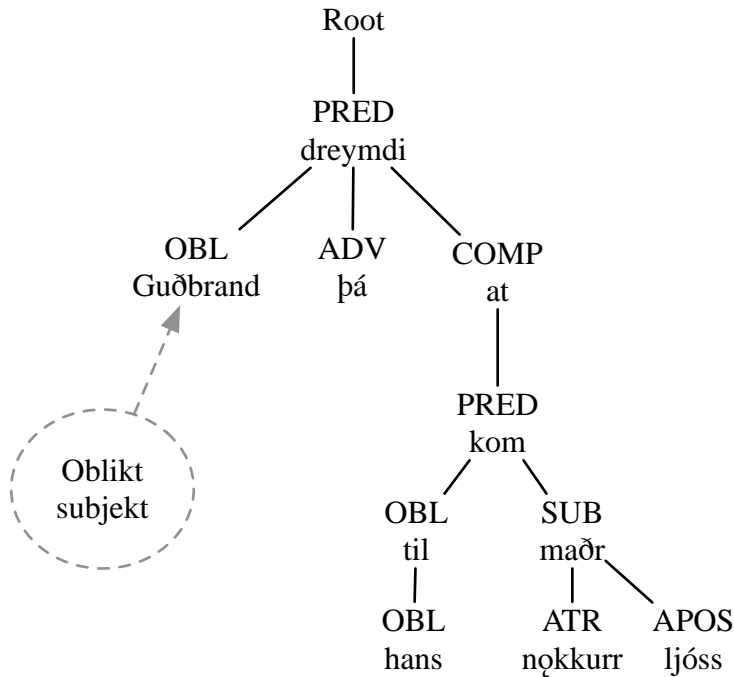 Root
PRED
dreymdi
OBL ADV COMP
Guðbrand þá at
PRED
kom
Oblikt
subjekt
OBL SUB
til maðr
OBL ATR APOS
hans nǫkkurr ljóss